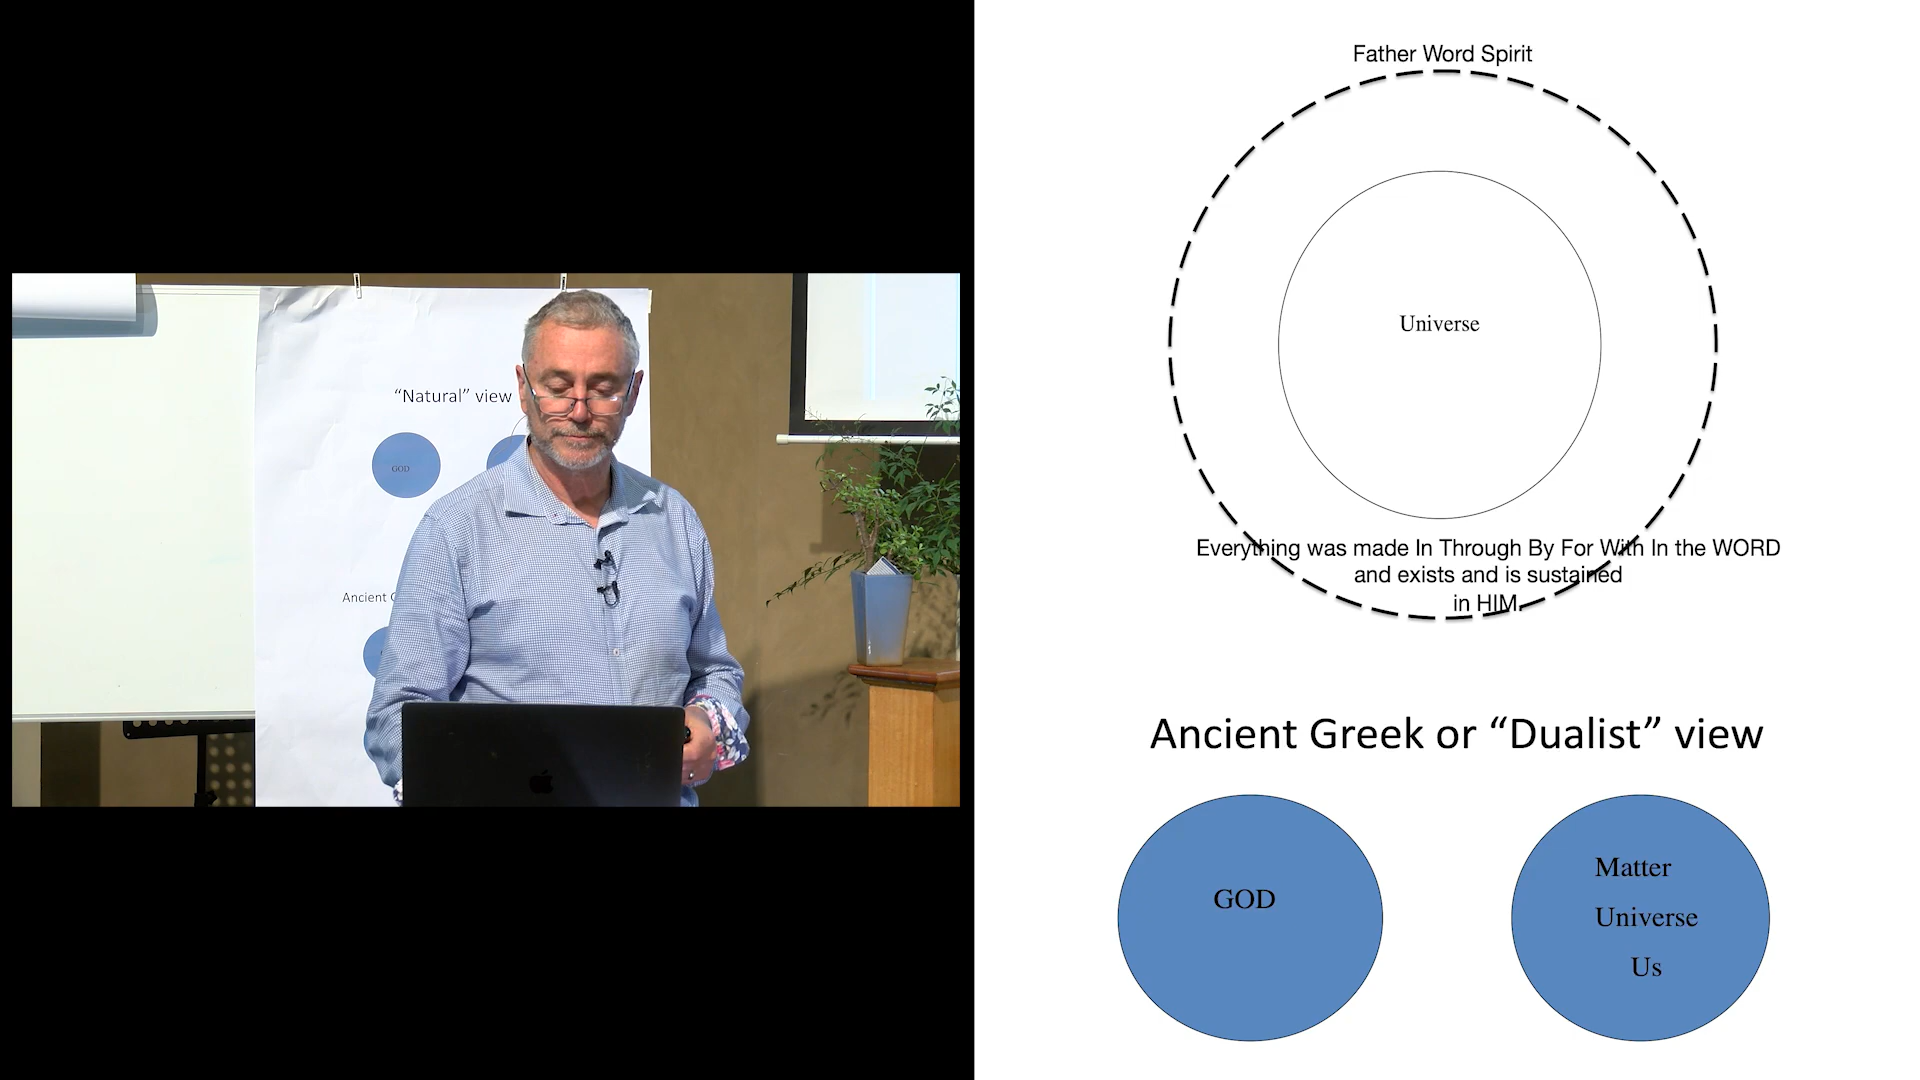 “Natural” view
GOD
Ancient
Father Word Spirit
Universe
Everything was made In Through By For With In the WORD
and exists and is sustained
in HIM.
Ancient Greek or “Dualist” view
GOD
Matter
Universe
Us